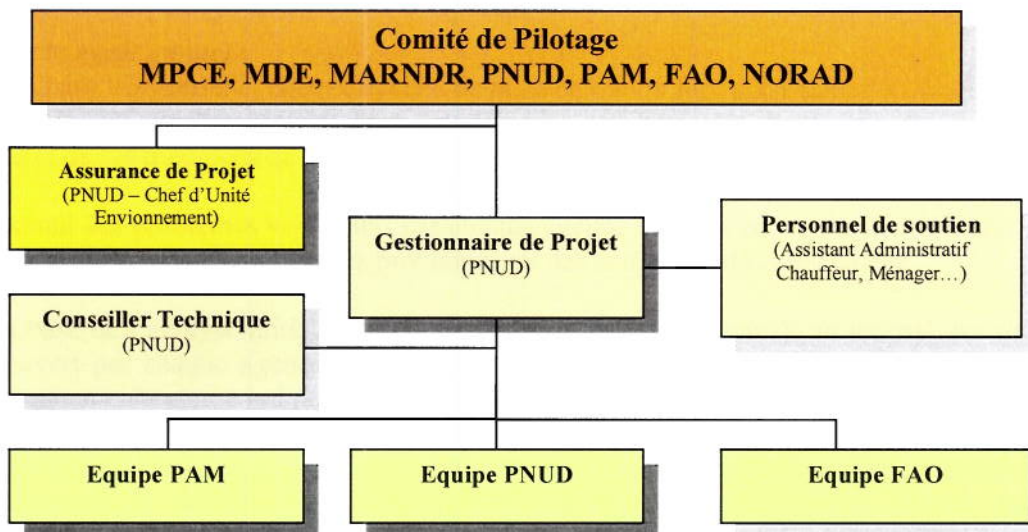 Comité de Pilotage
MPCE, MDE, MARNDR, PNUD, PAM, FAO, NORAD
Assurance de Projet
(PNUD – Chef d'Unité
Envionnement)
Gestionnaire de Projet
(PNUD)
Personnel de soutien
(Assistant Administratif
Chauffeur, Ménager…)
Conseiller Technique
(PNUD)
Equipe PAM
Equipe PNUD
Equipe FAO